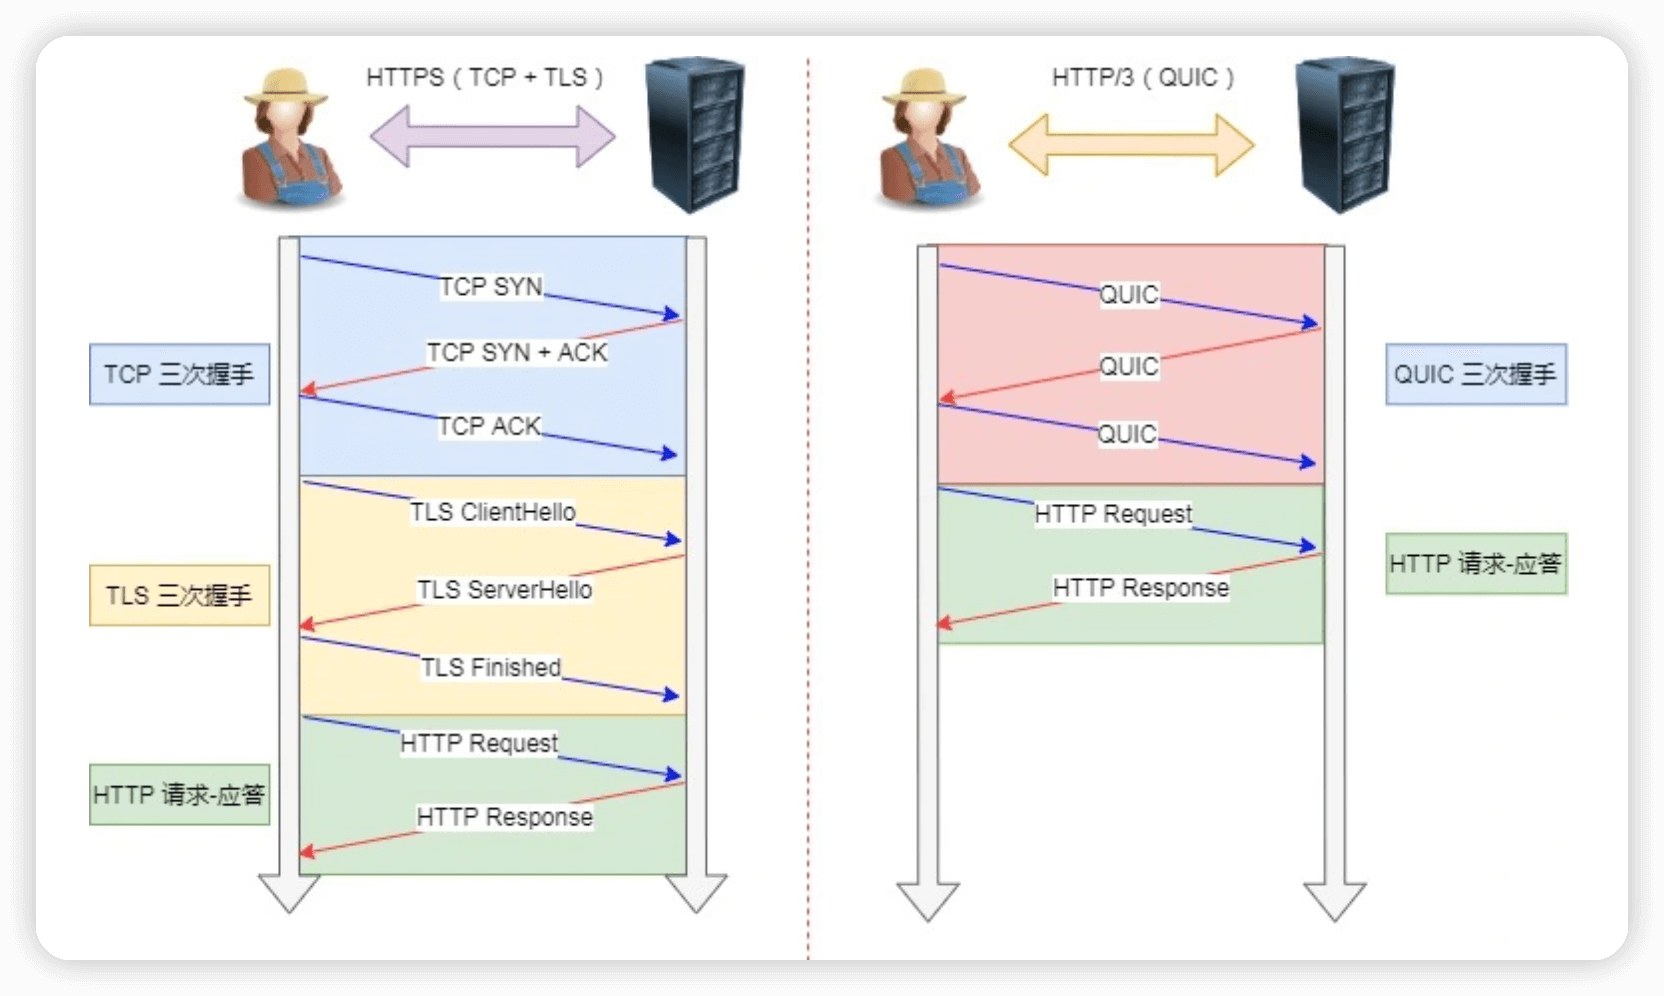 HTTPS ( TCP + TLS )
TCP SYN
TCP SYN + ACK
TCP 三次握手
TCP ACK
TLS ClientHello
TLS ServerHello
TLS 三次握手
TLS Finished
HTTP Request
HTTP 请求-应答
HTTP Response
HTTP/3 ( QUIC )
QUIC
QUIC
QUIC 三次握手
QUIC
HTTP Request
HTTP 请求-应答
HTTP Response